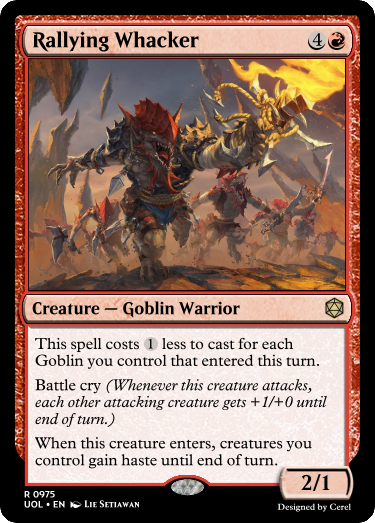 Rallying Whacker 4
Creature — Goblin Warrior
This spell costs 1 less to cast for each
Goblin you control that entered this turn.
Battle cry (Whenever this creature attacks,
each other attacking creature gets +1/+0 until
end of turn.)
When this creature enters, creatures you
control gain haste until end of turn.
2/1
R 0975
UOL • EN Lie Setiawan
Designed by Cerel